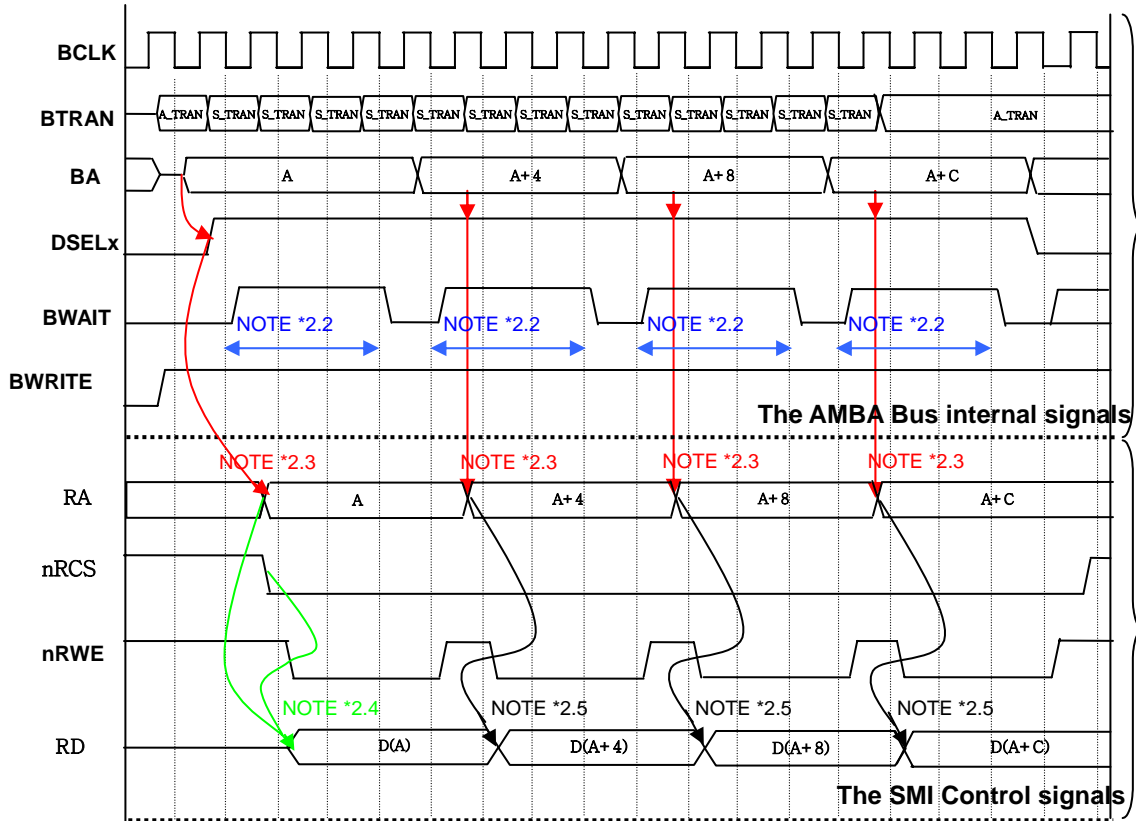 BCLK
BTRAN A_TRAN S_TRAN S_TRAN S_TRAN S_TRAN S_TRAN S_TRAN S_TRAN S_TRAN S_TRAN S_TRAN S_TRAN S_TRAN S_TRAN A_TRAN
BA A A+4 A+8 A+C
DSELx
BWAIT
NOTE *2.2 NOTE *2.2 NOTE *2.2 NOTE *2.2
BWRITE
The AMBA Bus internal signals
NOTE *2.3 NOTE *2.3 NOTE *2.3 NOTE *2.3
RA A A+4 A+8 A+C
nRCS
nRWE
NOTE *2.4 NOTE *2.5 NOTE *2.5 NOTE *2.5
RD D(A) D(A+4) D(A+8) D(A+C)
The SMI Control signals